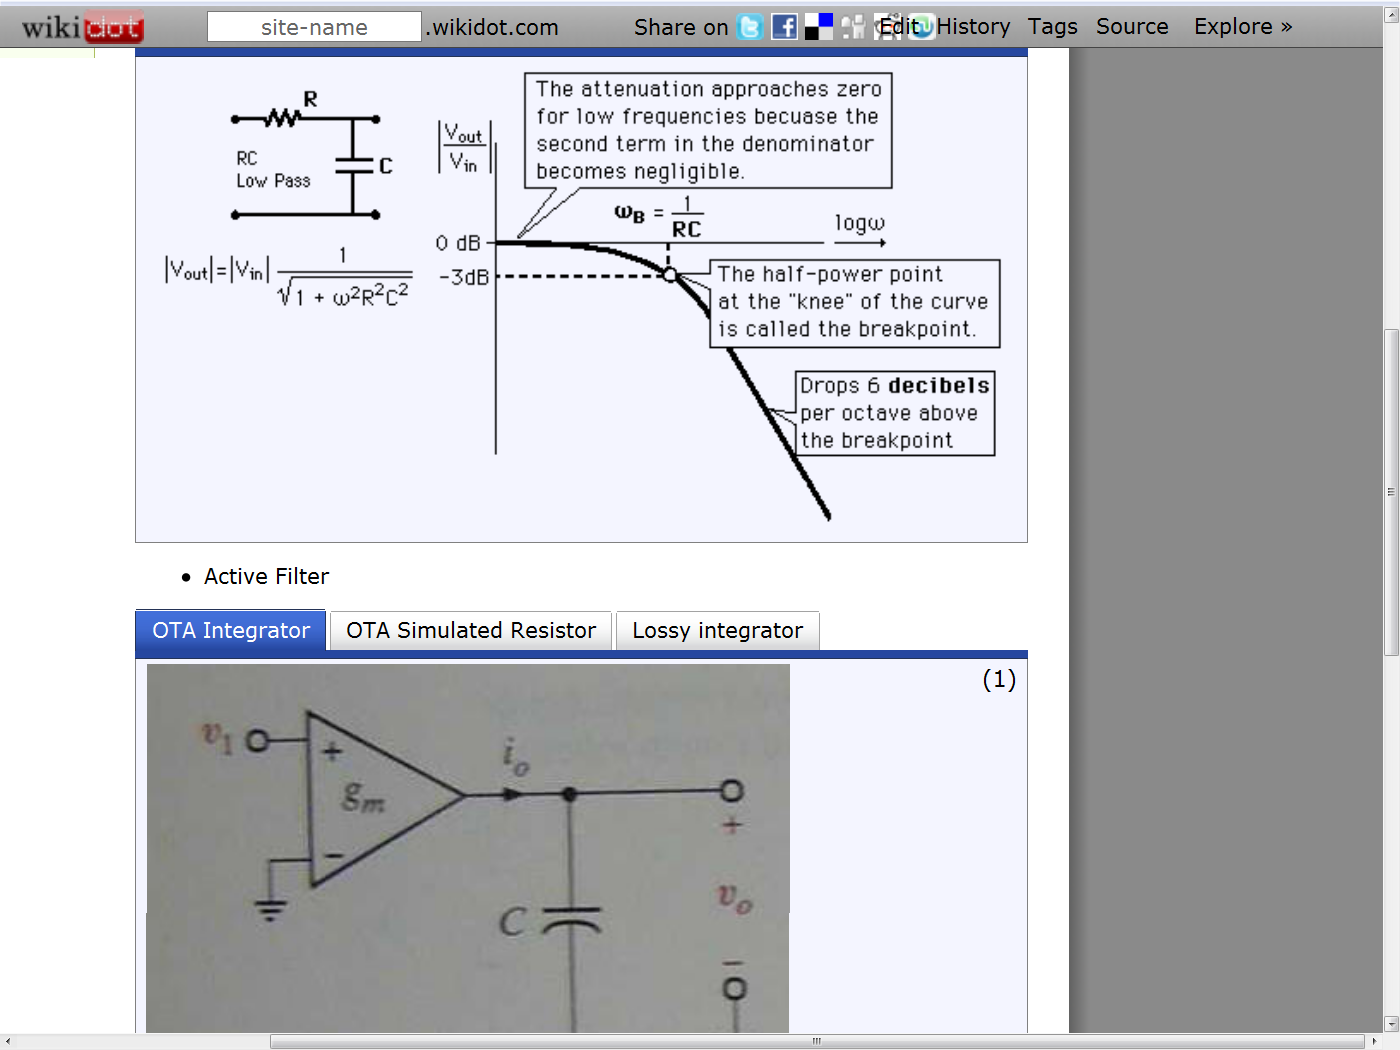 wikidot site-name .wikidot.com Share on Edit History Tags Source Explore »
R
RC
Low Pass
C
|Vout|=|Vin| 1
√1 + ω²R²C²
|Vout
Vin|
The attenuation approaches zero
for low frequencies becuase the
second term in the denominator
becomes negligible.
ωB = 1
RC
logω
0 dB
-3dB
The half-power point
at the "knee" of the curve
is called the breakpoint.
Drops 6 decibels
per octave above
the breakpoint
• Active Filter
OTA Integrator OTA Simulated Resistor Lossy integrator
(1)
v1
+
gm
−
io
C
+
vo
−